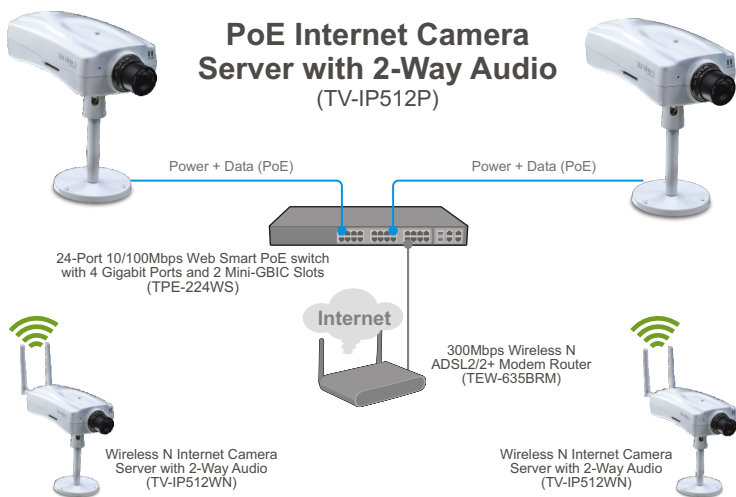 PoE Internet Camera
Server with 2-Way Audio
(TV-IP512P)
Power + Data (PoE)
Power + Data (PoE)
24-Port 10/100Mbps Web Smart PoE switch
with 4 Gigabit Ports and 2 Mini-GBIC Slots
(TPE-224WS)
Internet
300Mbps Wireless N
ADSL2/2+ Modem Router
(TEW-635BRM)
Wireless N Internet Camera
Server with 2-Way Audio
(TV-IP512WN)
Wireless N Internet Camera
Server with 2-Way Audio
(TV-IP512WN)